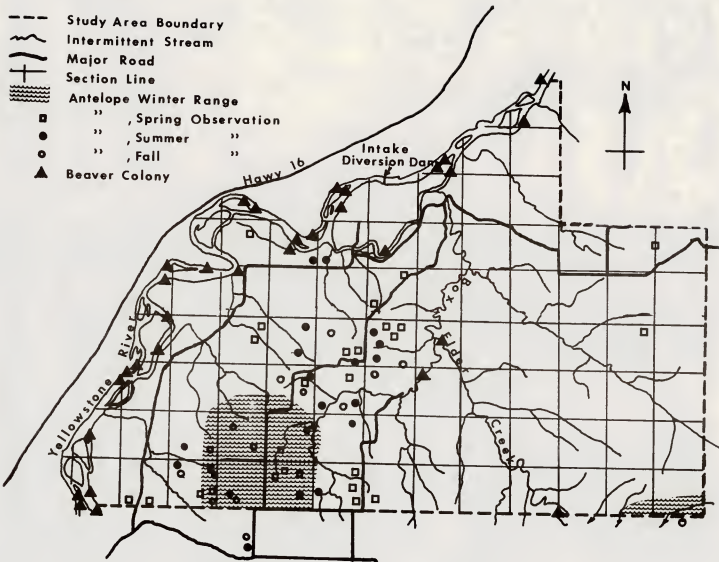 Study Area Boundary
Intermittent Stream
Major Road
Section Line
Antelope Winter Range
" , Spring Observation
" , Summer "
" , Fall "
Beaver Colony
N
Hawy 16
Intake
Diversion Dam
Yellowstone River
Box Elder Creek